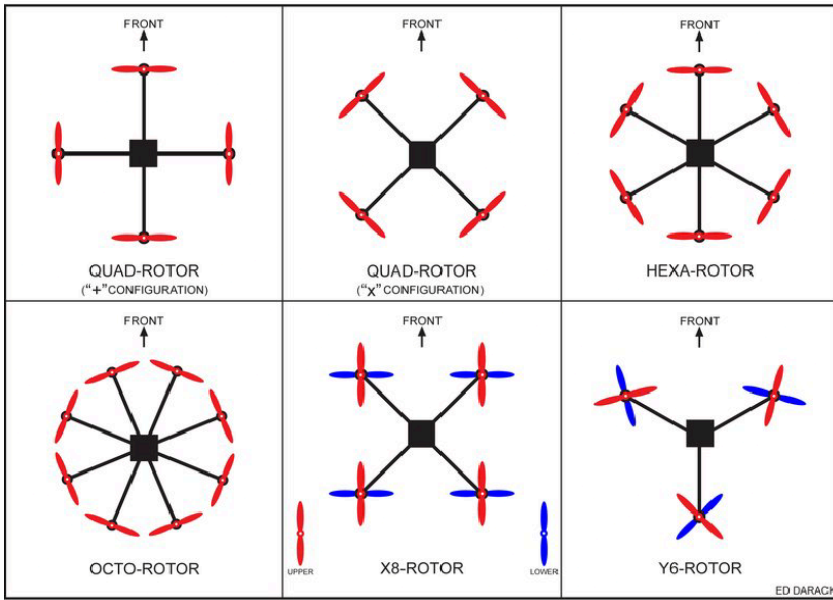 FRONT
FRONT
FRONT
QUAD-ROTOR
("+"CONFIGURATION)
QUAD-ROTOR
("x" CONFIGURATION)
HEXA-ROTOR
FRONT
FRONT
FRONT
OCTO-ROTOR
UPPER
X8-ROTOR
LOWER
Y6-ROTOR
ED DARACK